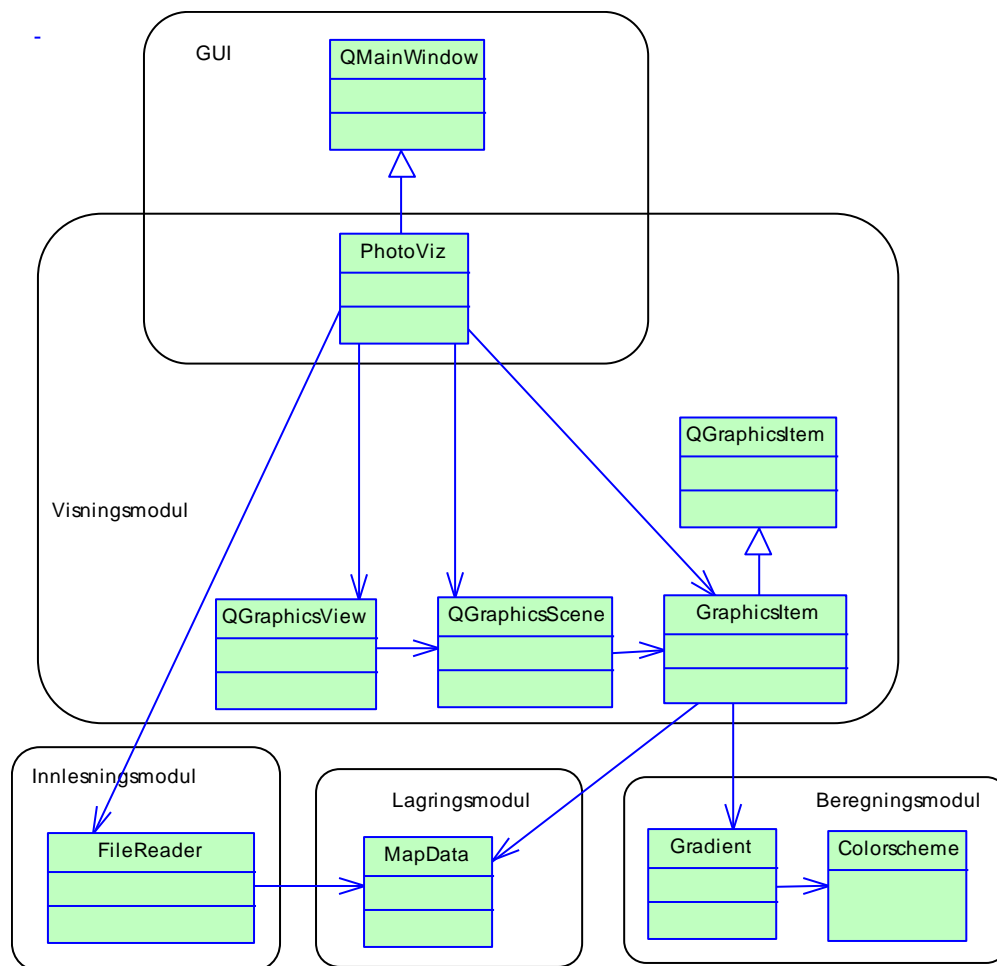 -
GUI
QMainWindow
PhotoViz
QGraphicsItem
Visningsmodul
QGraphicsView
QGraphicsScene
GraphicsItem
Innlesningsmodul
Lagringsmodul
Beregningsmodul
FileReader
MapData
Gradient
Colorscheme